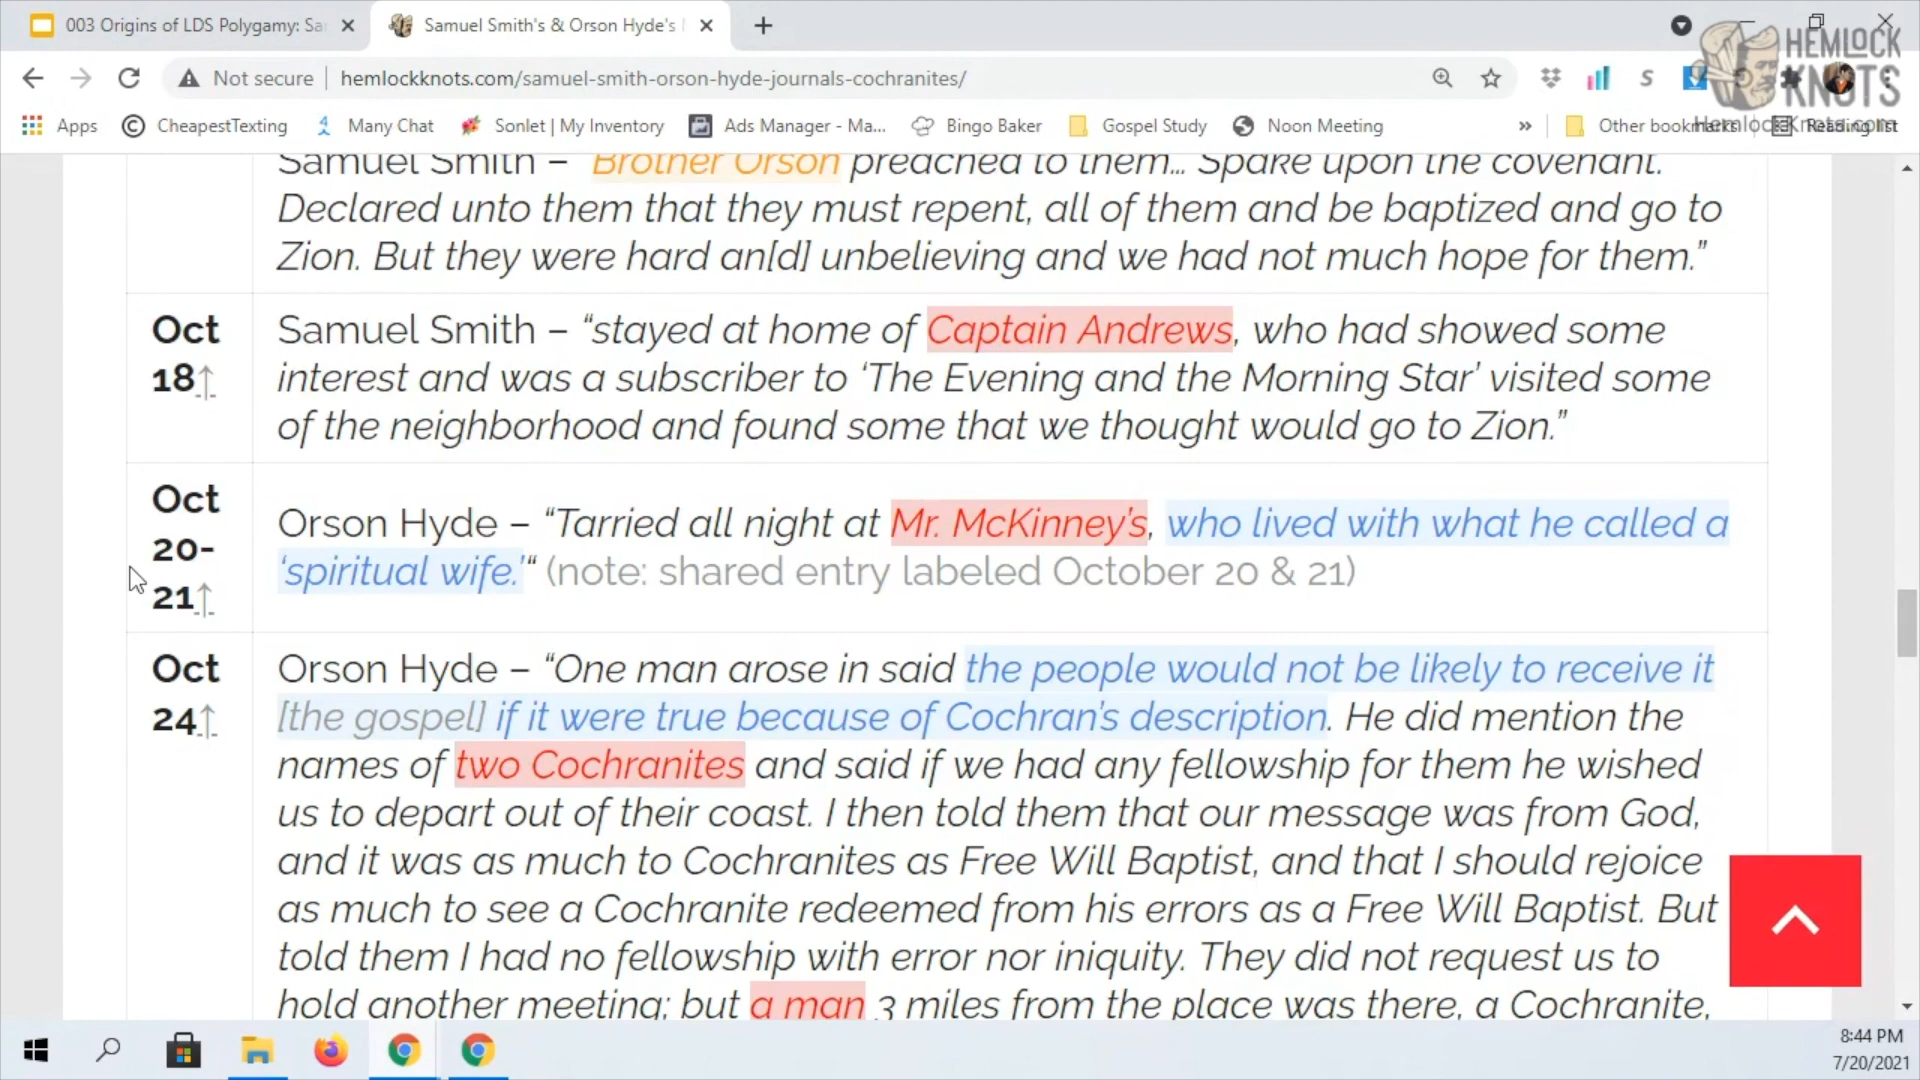 003 Origins of LDS Polygamy: Sa
Samuel Smith's & Orson Hyde's
HEMLOCK
KNOTS
HemlockKnots.com
Not secure
hemlockknots.com/samuel-smith-orson-hyde-journals-cochranites/
Apps
CheapestTexting
Many Chat
Sonlet | My Inventory
Ads Manager - Ma...
Bingo Baker
Gospel Study
Noon Meeting
»
Other bookmarks
Reading list
Samuel Smith – “Brother Orson preached to them… Spake upon the covenant.
Declared unto them that they must repent, all of them and be baptized and go to
Zion. But they were hard an[d] unbelieving and we had not much hope for them.”
Oct
18↑
Samuel Smith – “stayed at home of Captain Andrews, who had showed some
interest and was a subscriber to ‘The Evening and the Morning Star’ visited some
of the neighborhood and found some that we thought would go to Zion.”
Oct
20-
21↑
Orson Hyde – “Tarried all night at Mr. McKinney’s, who lived with what he called a
‘spiritual wife.’“ (note: shared entry labeled October 20 & 21)
Oct
24↑
Orson Hyde – “One man arose in said the people would not be likely to receive it
[the gospel] if it were true because of Cochran’s description. He did mention the
names of two Cochranites and said if we had any fellowship for them he wished
us to depart out of their coast. I then told them that our message was from God,
and it was as much to Cochranites as Free Will Baptist, and that I should rejoice
as much to see a Cochranite redeemed from his errors as a Free Will Baptist. But
told them I had no fellowship with error nor iniquity. They did not request us to
hold another meeting; but a man 3 miles from the place was there, a Cochranite,
8:44 PM
7/20/2021